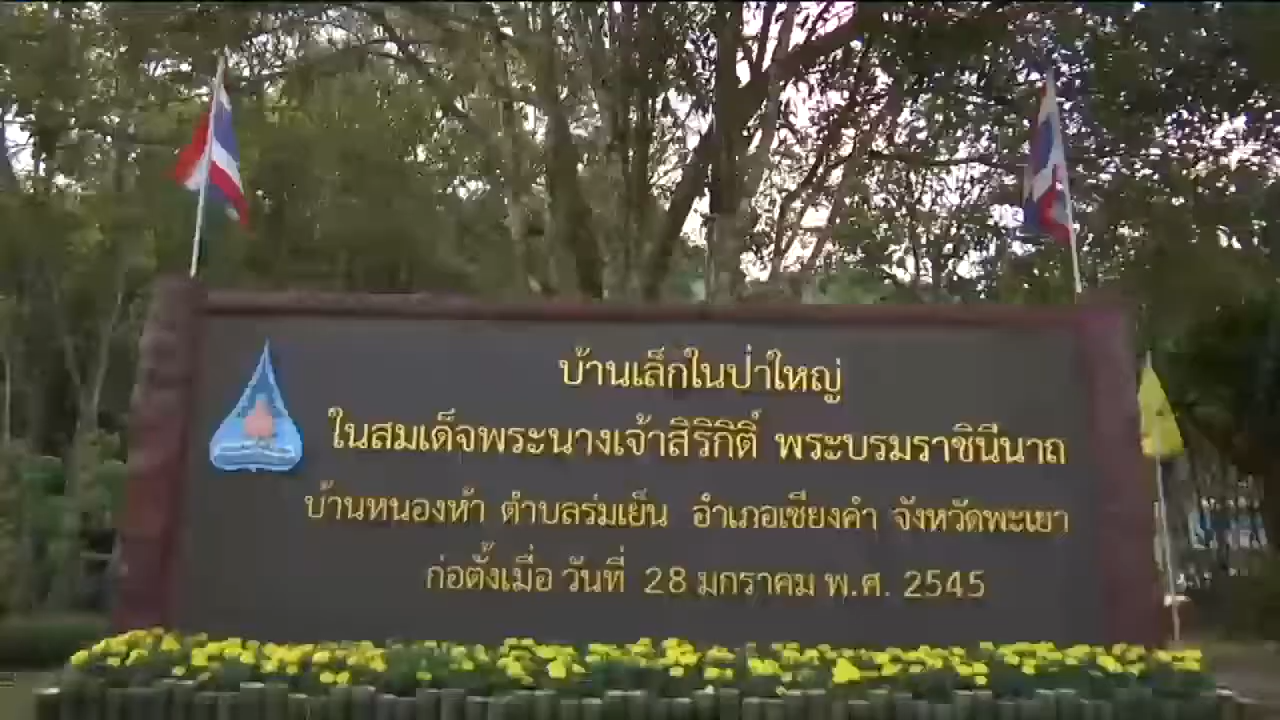 บ้านเล็กในป่าใหญ่
ในสมเด็จพระนางเจ้าสิริกิติ์ พระบรมราชินีนาถ
บ้านหนองห้า ตำบลร่มเย็น อำเภอเชียงคำ จังหวัดพะเยา
ก่อตั้งเมื่อ วันที่ 28 มกราคม พ.ศ. 2545